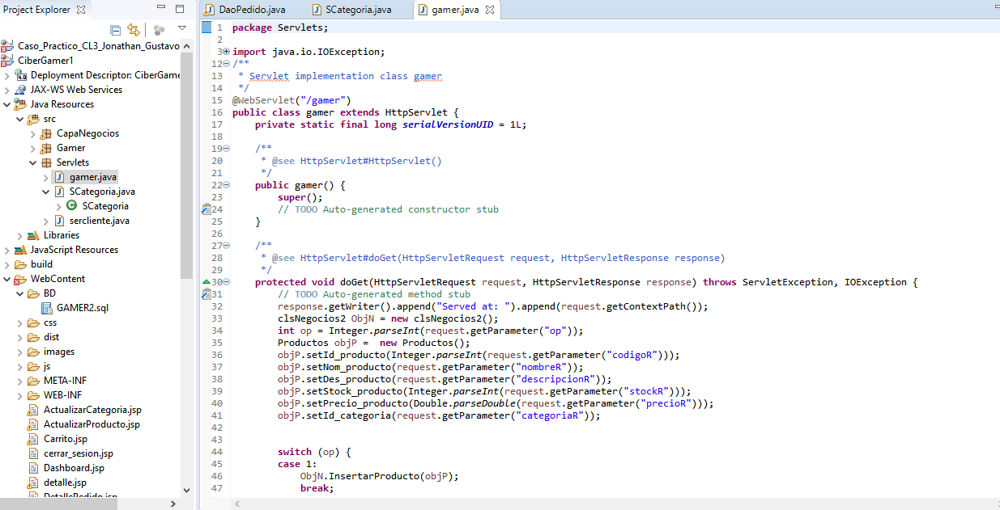 Project Explorer
Caso_Practico_CL3_Jonathan_Gustavo
CiberGamer1
Deployment Descriptor: CiberGame
JAX-WS Web Services
Java Resources
src
CapaNegocios
Gamer
Servlets
gamer.java
SCategoria.java
SCategoria
sercliente.java
Libraries
JavaScript Resources
build
WebContent
BD
GAMER2.sql
css
dist
images
js
META-INF
WEB-INF
ActualizarCategoria.jsp
ActualizarProducto.jsp
Carrito.jsp
cerrar_sesion.jsp
Dashboard.jsp
detalle.jsp
DetallePedido.jsp
DaoPedido.java
SCategoria.java
gamer.java
1 package Servlets;
2
3 import java.io.IOException;
12 /**
13 * Servlet implementation class gamer
14 */
15 @WebServlet("/gamer")
16 public class gamer extends HttpServlet {
17 private static final long serialVersionUID = 1L;
18
19 /**
20 * @see HttpServlet#HttpServlet()
21 */
22 public gamer() {
23 super();
24 // TODO Auto-generated constructor stub
25 }
26
27 /**
28 * @see HttpServlet#doGet(HttpServletRequest request, HttpServletResponse response)
29 */
30 protected void doGet(HttpServletRequest request, HttpServletResponse response) throws ServletException, IOException {
31 // TODO Auto-generated method stub
32 response.getWriter().append("Served at: ").append(request.getContextPath());
33 clsNegocios2 ObjN = new clsNegocios2();
34 int op = Integer.parseInt(request.getParameter("op"));
35 Productos objP =  new Productos();
36 objP.setId_producto(Integer.parseInt(request.getParameter("codigoR")));
37 objP.setNom_producto(request.getParameter("nombreR"));
38 objP.setDes_producto(request.getParameter("descripcionR"));
39 objP.setStock_producto(Integer.parseInt(request.getParameter("stockR")));
40 objP.setPrecio_producto(Double.parseDouble(request.getParameter("precioR")));
41 objP.setId_categoria(request.getParameter("categoriaR"));
42
43
44 switch (op) {
45 case 1:
46 ObjN.InsertarProducto(objP);
47 break;